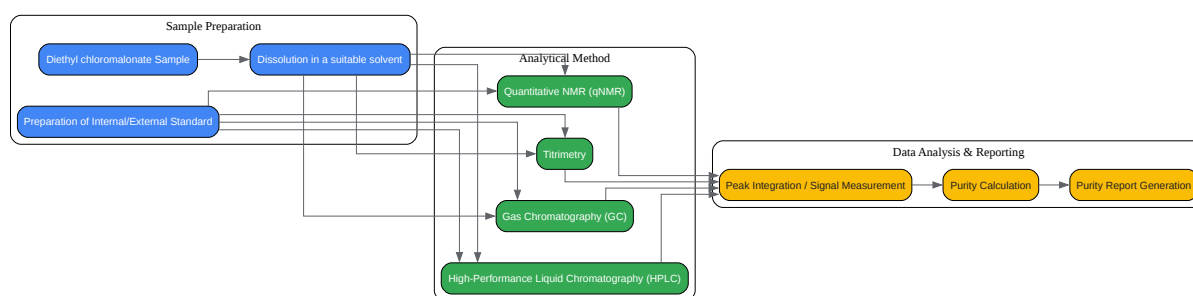 Sample Preparation
Diethyl chloromalonate Sample
Dissolution in a suitable solvent
Preparation of Internal/External Standard
Analytical Method
Quantitative NMR (qNMR)
Titrimetry
Gas Chromatography (GC)
High-Performance Liquid Chromatography (HPLC)
Data Analysis & Reporting
Peak Integration / Signal Measurement
Purity Calculation
Purity Report Generation